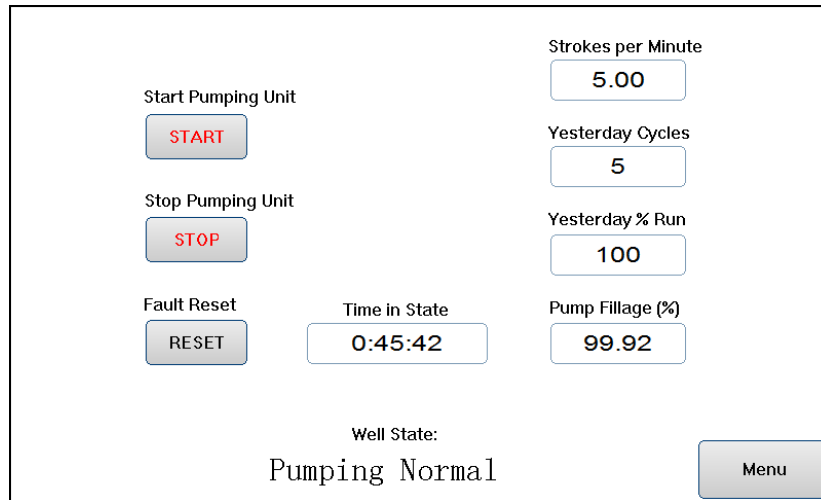 Strokes per Minute
5.00
Start Pumping Unit
START
Yesterday Cycles
5
Stop Pumping Unit
STOP
Yesterday % Run
100
Fault Reset
RESET
Time in State
0:45:42
Pump Fillage (%)
99.92
Well State:
Pumping Normal
Menu